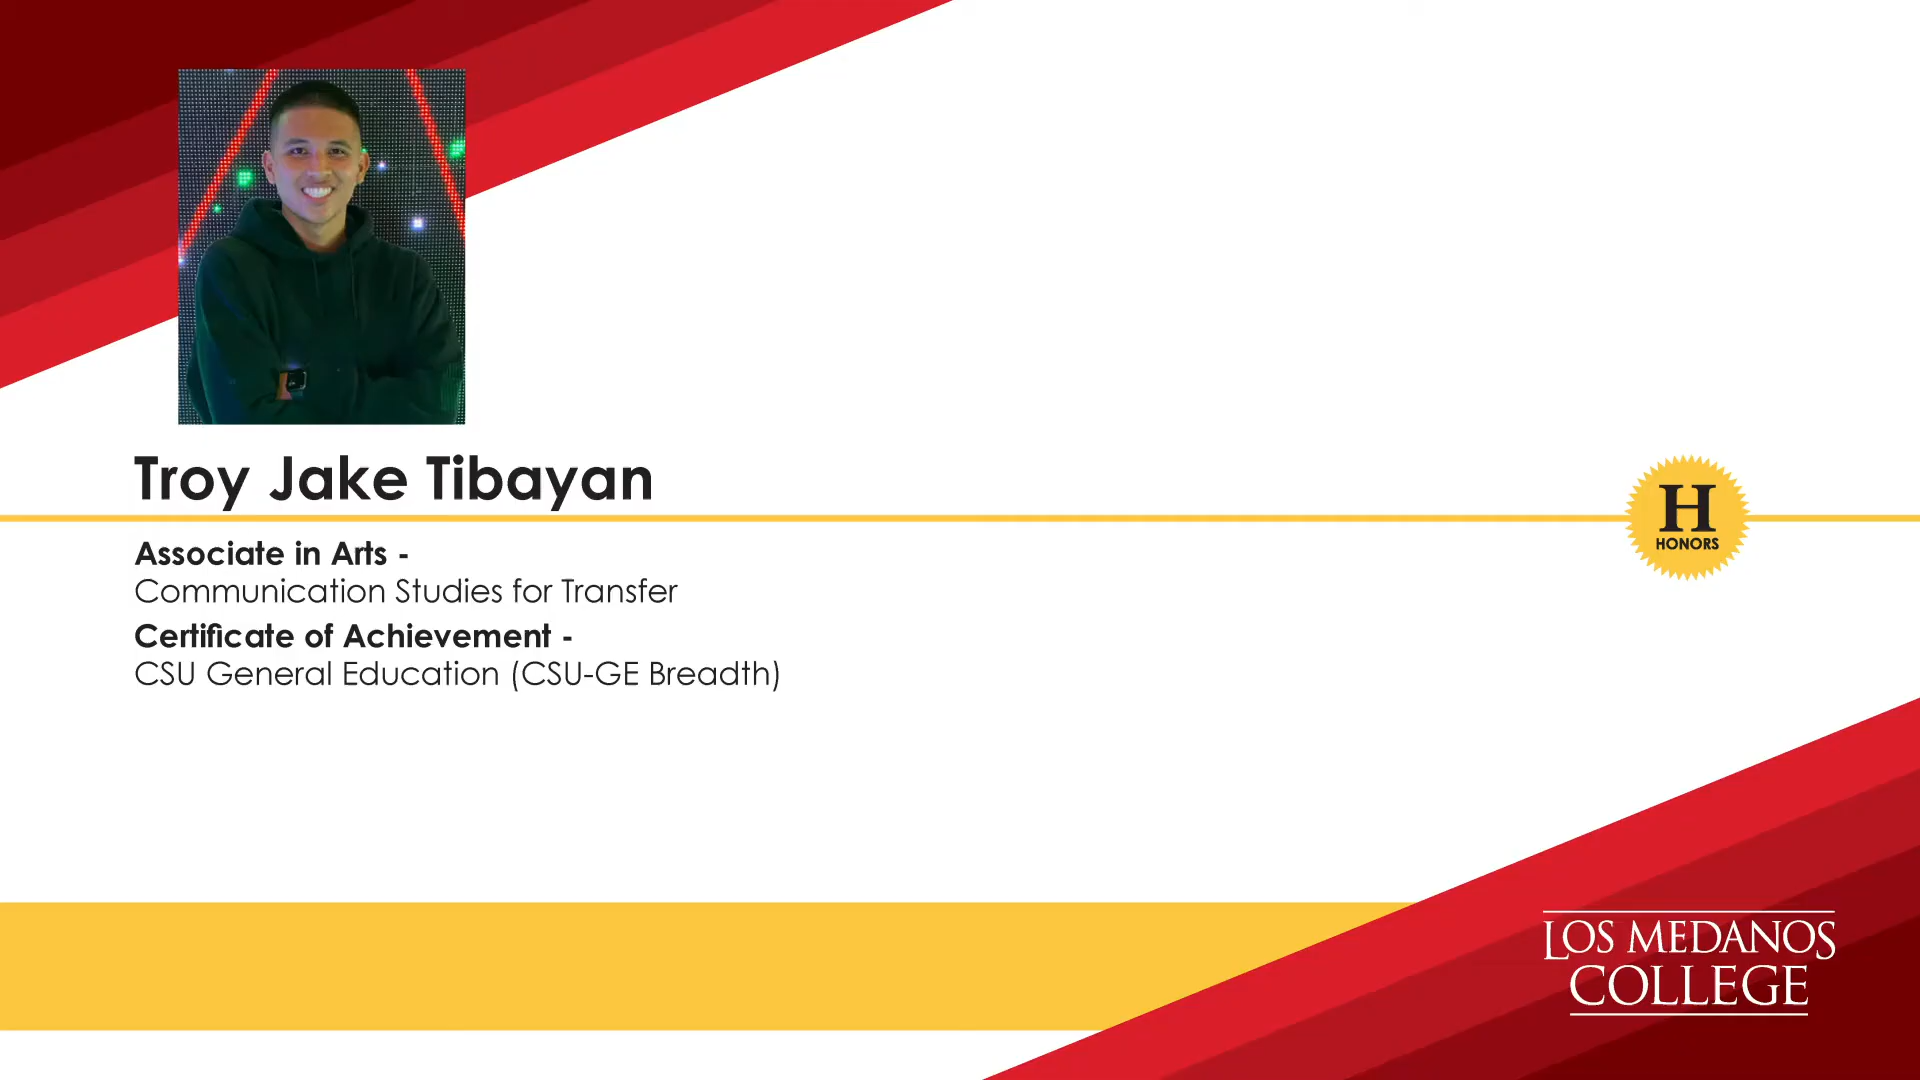 Troy Jake Tibayan
H
HONORS
Associate in Arts -
Communication Studies for Transfer
Certificate of Achievement -
CSU General Education (CSU-GE Breadth)
LOS MEDANOS
COLLEGE